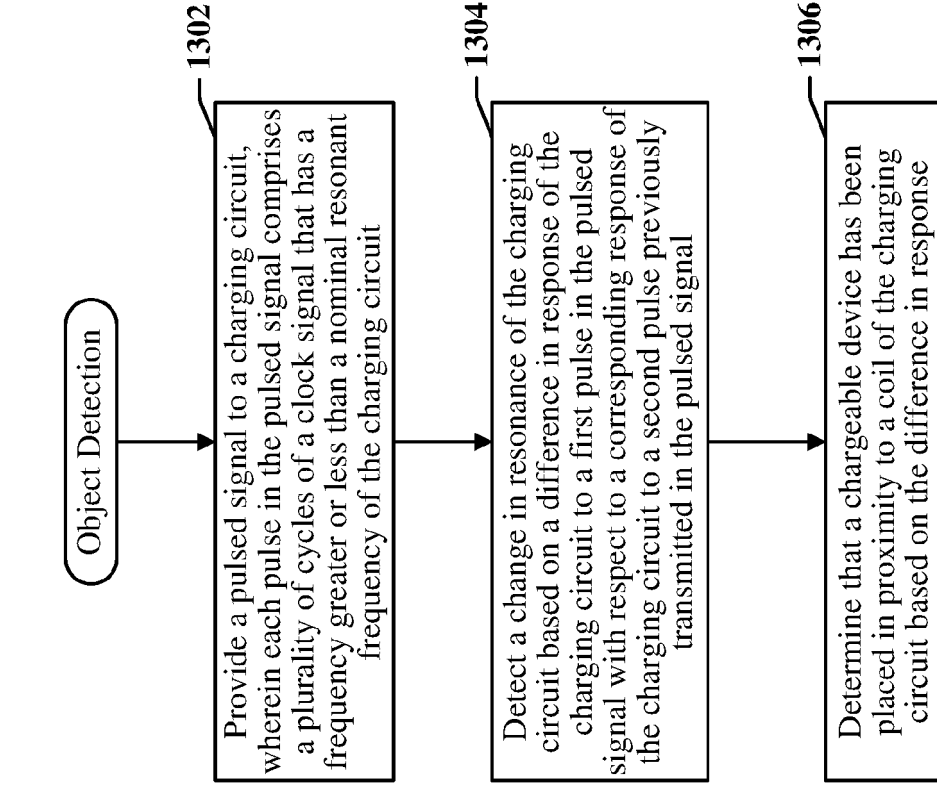 Object Detection
1302
Provide a pulsed signal to a charging circuit,
wherein each pulse in the pulsed signal comprises
a plurality of cycles of a clock signal that has a
frequency greater or less than a nominal resonant
frequency of the charging circuit
1304
Detect a change in resonance of the charging
circuit based on a difference in response of the
charging circuit to a first pulse in the pulsed
signal with respect to a corresponding response of
the charging circuit to a second pulse previously
transmitted in the pulsed signal
1306
Determine that a chargeable device has been
placed in proximity to a coil of the charging
circuit based on the difference in response